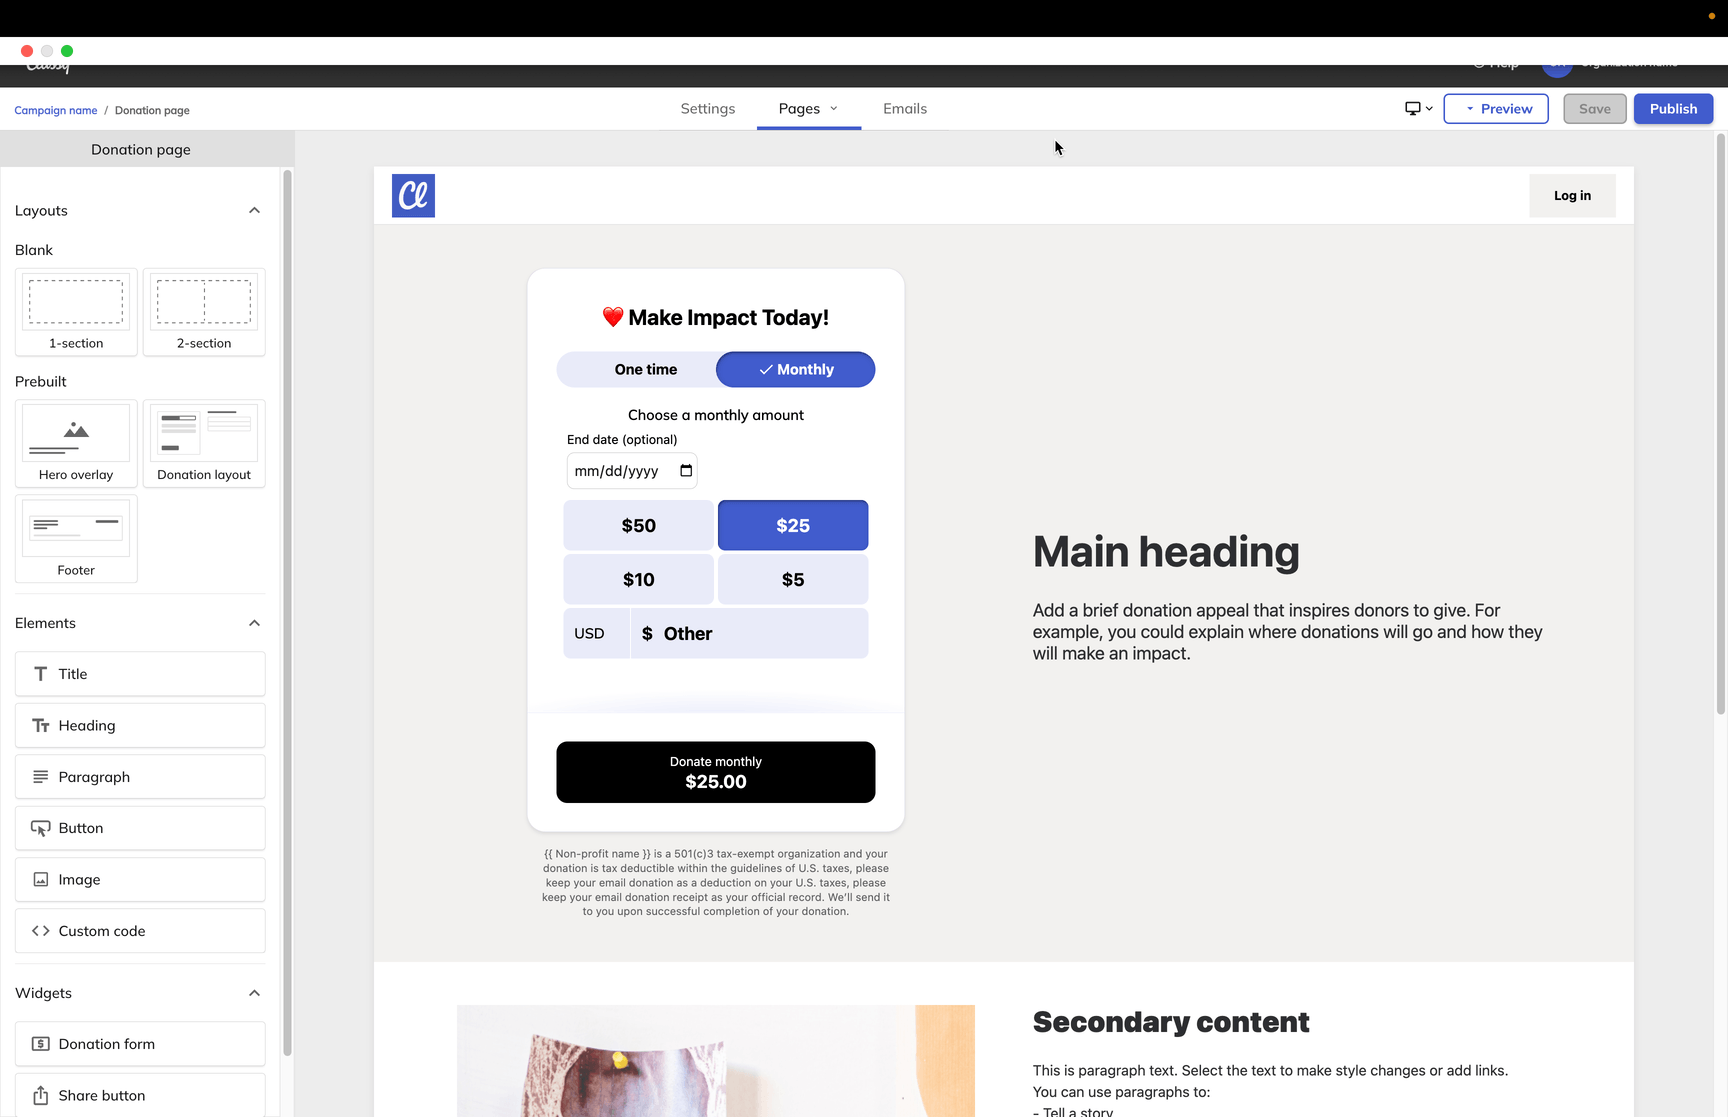 Classy
Help
Organization name
Campaign name / Donation page
Settings
Pages
Emails
Preview
Save
Publish
Donation page
Layouts
Blank
1-section
2-section
Prebuilt
Hero overlay
Donation layout
Footer
Elements
Title
Heading
Paragraph
Button
Image
Custom code
Widgets
Donation form
Share button
Cl
Log in
❤️ Make Impact Today!
One time
Monthly
Choose a monthly amount
End date (optional)
mm/dd/yyyy
$50
$25
$10
$5
USD
$ Other
Donate monthly
$25.00
{{ Non-profit name }} is a 501(c)3 tax-exempt organization and your
donation is tax deductible within the guidelines of U.S. taxes, please
keep your email donation as a deduction on your U.S. taxes, please
keep your email donation receipt as your official record. We'll send it
to you upon successful completion of your donation.
Main heading
Add a brief donation appeal that inspires donors to give. For
example, you could explain where donations will go and how they
will make an impact.
Secondary content
This is paragraph text. Select the text to make style changes or add links.
You can use paragraphs to:
- Tell a story